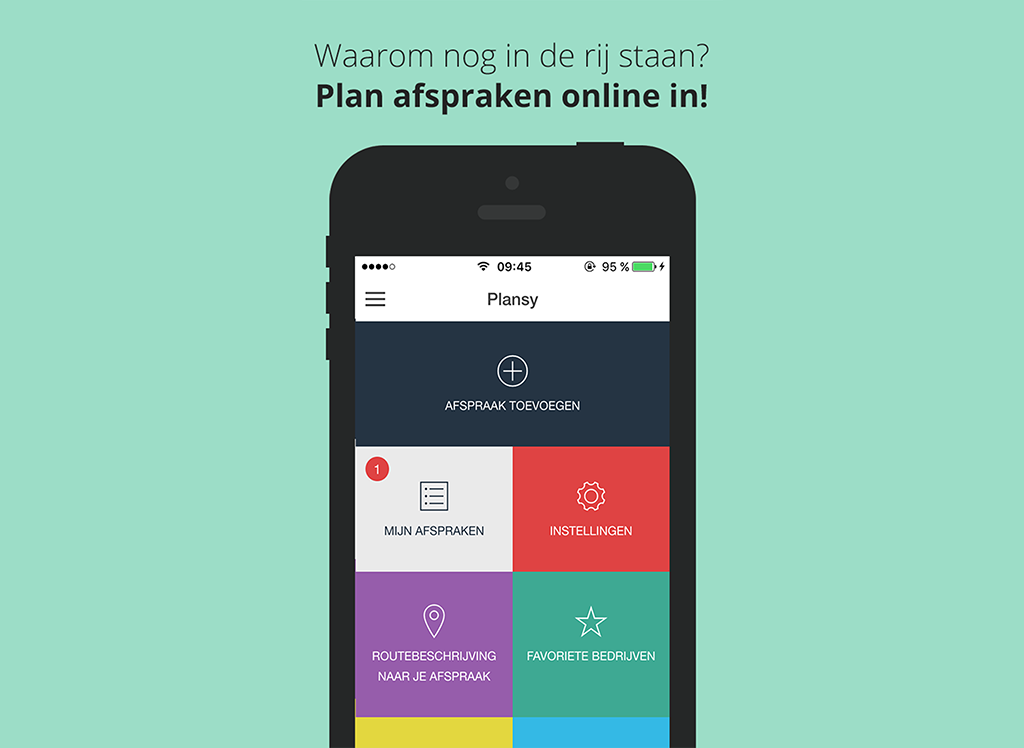 Waarom nog in de rij staan?
Plan afspraken online in!
09:45
95 %
Plansy
AFSPRAAK TOEVOEGEN
1
MIJN AFSPRAKEN
INSTELLINGEN
ROUTEBESCHRIJVING
NAAR JE AFSPRAAK
FAVORIETE BEDRIJVEN